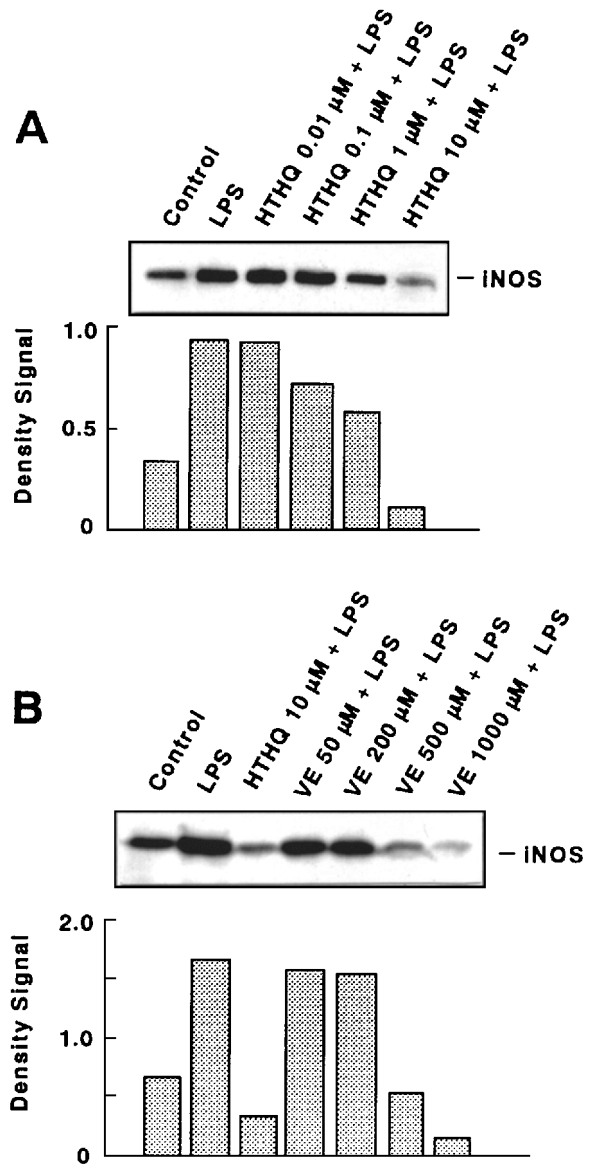 A
Control
LPS
HTHQ 0.01 μM + LPS
HTHQ 0.1 μM + LPS
HTHQ 1 μM + LPS
HTHQ 10 μM + LPS
– iNOS
Density Signal
1.0
0.5
0
B
Control
LPS
HTHQ 10 μM + LPS
VE 50 μM + LPS
VE 200 μM + LPS
VE 500 μM + LPS
VE 1000 μM + LPS
– iNOS
Density Signal
2.0
1.0
0